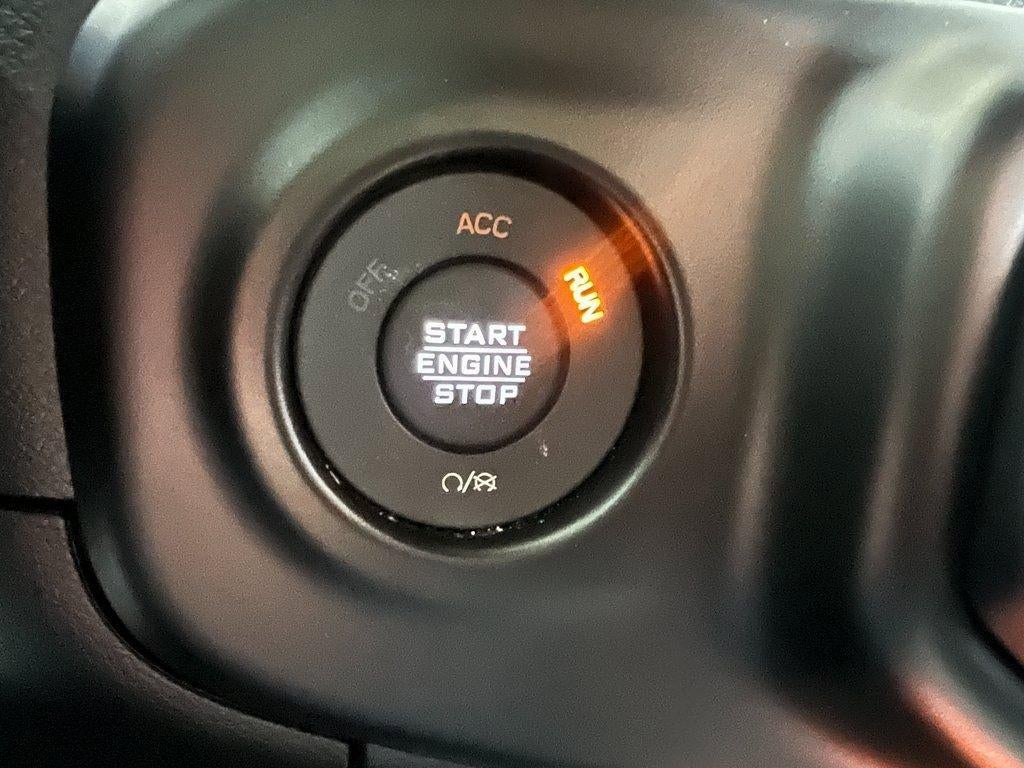 ACC
OFF
RUN
START
ENGINE
STOP